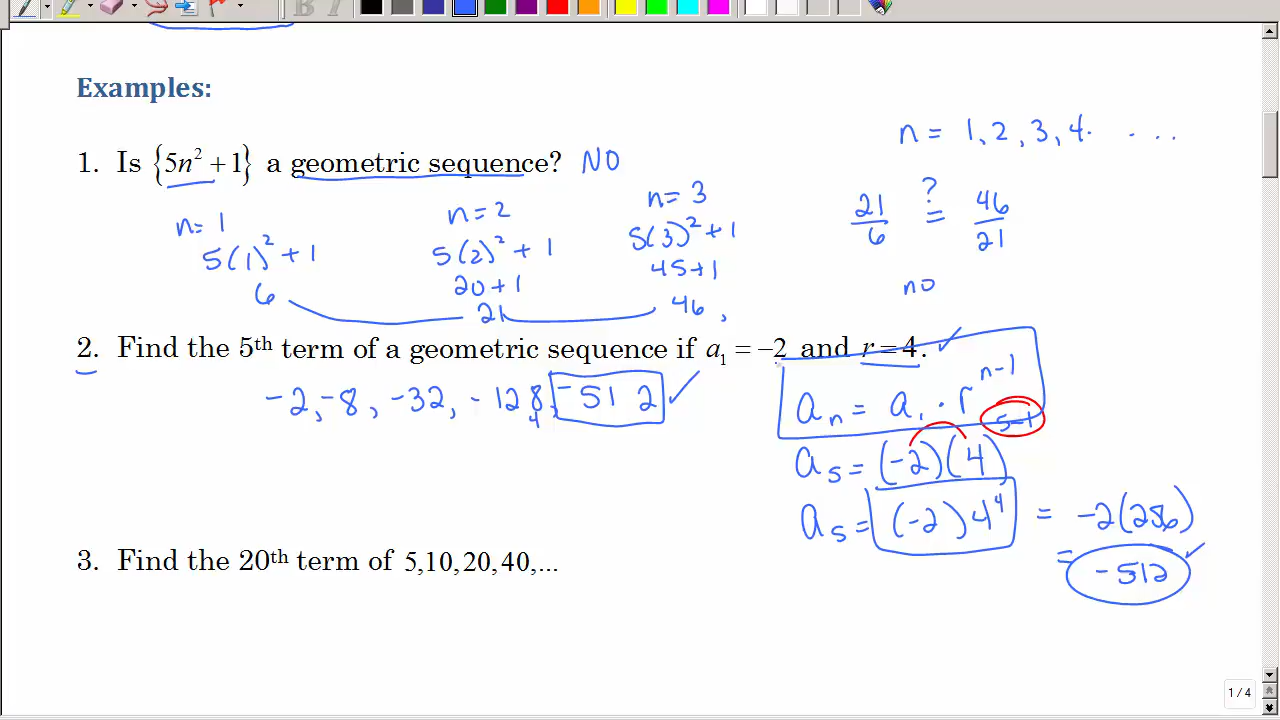 B I
Examples:
n = 1, 2, 3, 4. . . .
1. Is {5n² + 1} a geometric sequence? NO
n = 1
5(1)² + 1
6
n = 2
5(2)² + 1
20 + 1
21
n = 3
5(3)² + 1
45 + 1
46 ,
21/6 ?= 46/21
no
2. Find the 5th term of a geometric sequence if a₁ = −2 and r = 4. ✓
-2, -8, -32, -128, -512 ✓
4
aₙ = a₁ · rⁿ⁻¹
5-1
a₅ = (-2)(4)
a₅ = (-2)4⁴ = -2(256)
= -512 ✓
3. Find the 20th term of 5,10,20,40,...
1 / 4